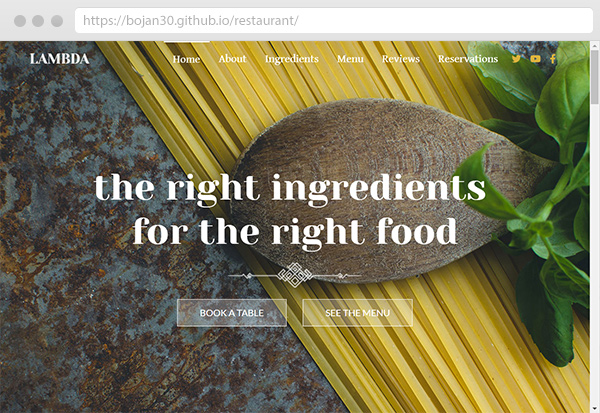 https://bojan30.github.io/restaurant/
LAMBDA Home About Ingredients Menu Reviews Reservations
the right ingredients
for the right food
BOOK A TABLE SEE THE MENU